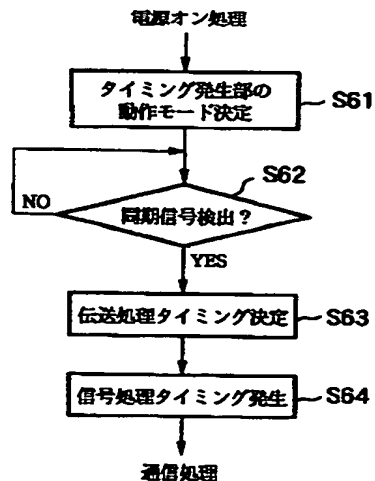 電源オン処理
タイミング発生部の
動作モード決定
S61
S62
同期信号検出?
NO
YES
伝送処理タイミング決定
S63
信号処理タイミング発生
S64
通信処理